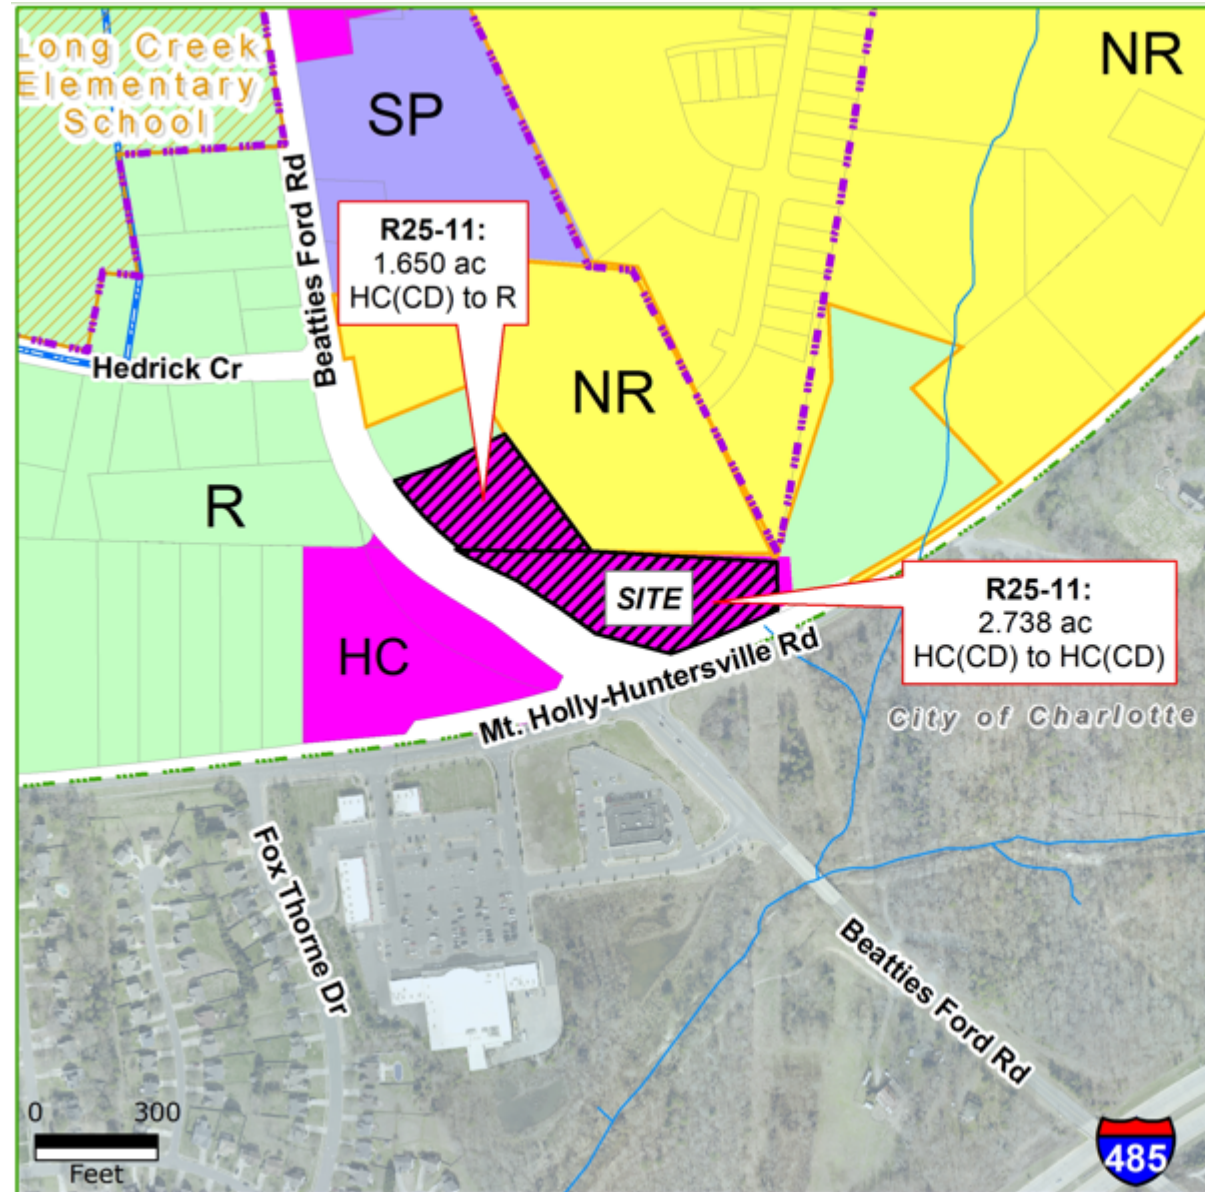 Long Creek
Elementary
School
SP
NR
R25-11:
1.650 ac
HC(CD) to R
Beatties Ford Rd
Hedrick Cr
NR
R
SITE
R25-11:
2.738 ac
HC(CD) to HC(CD)
HC
Mt. Holly-Huntersville Rd
City of Charlotte
Fox Thorne Dr
Beatties Ford Rd
0 300
Feet
485